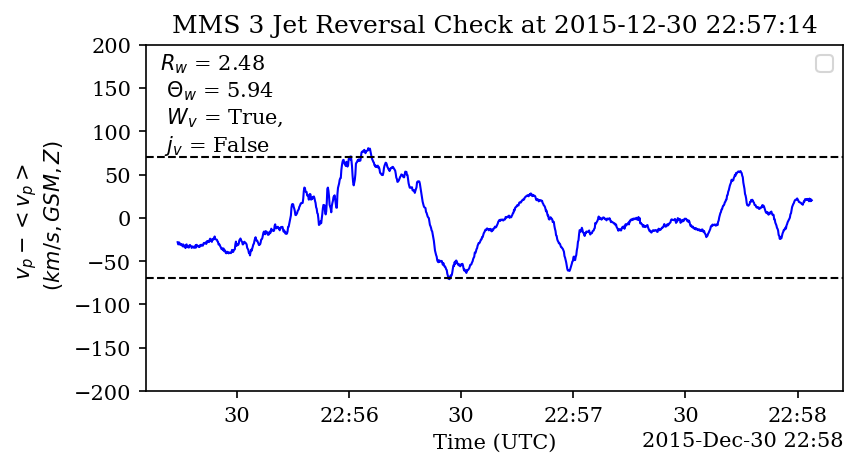 MMS 3 Jet Reversal Check at 2015-12-30 22:57:14
R_w = 2.48
Θ_w = 5.94
W_v = True,
j_v = False
v_p − < v_p >
(km/s, GSM, Z)
200
150
100
50
0
−50
−100
−150
−200
30 22:56 30 22:57 30 22:58
Time (UTC)
2015-Dec-30 22:58